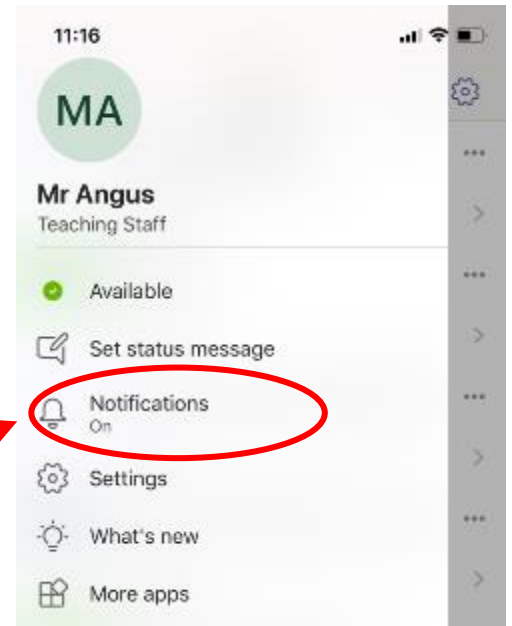 11:16
MA
Mr Angus
Teaching Staff
Available
Set status message
Notifications
On
Settings
What's new
More apps